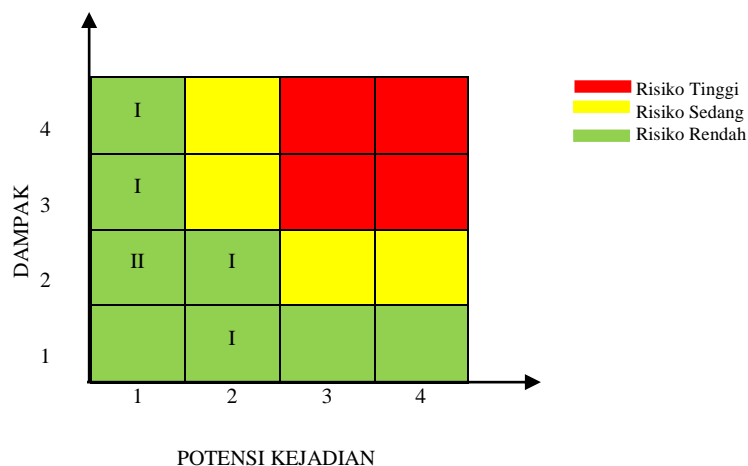 Risiko Tinggi
Risiko Sedang
Risiko Rendah
DAMPAK
4
I
3
I
2
II I
1
I
1 2 3 4
POTENSI KEJADIAN